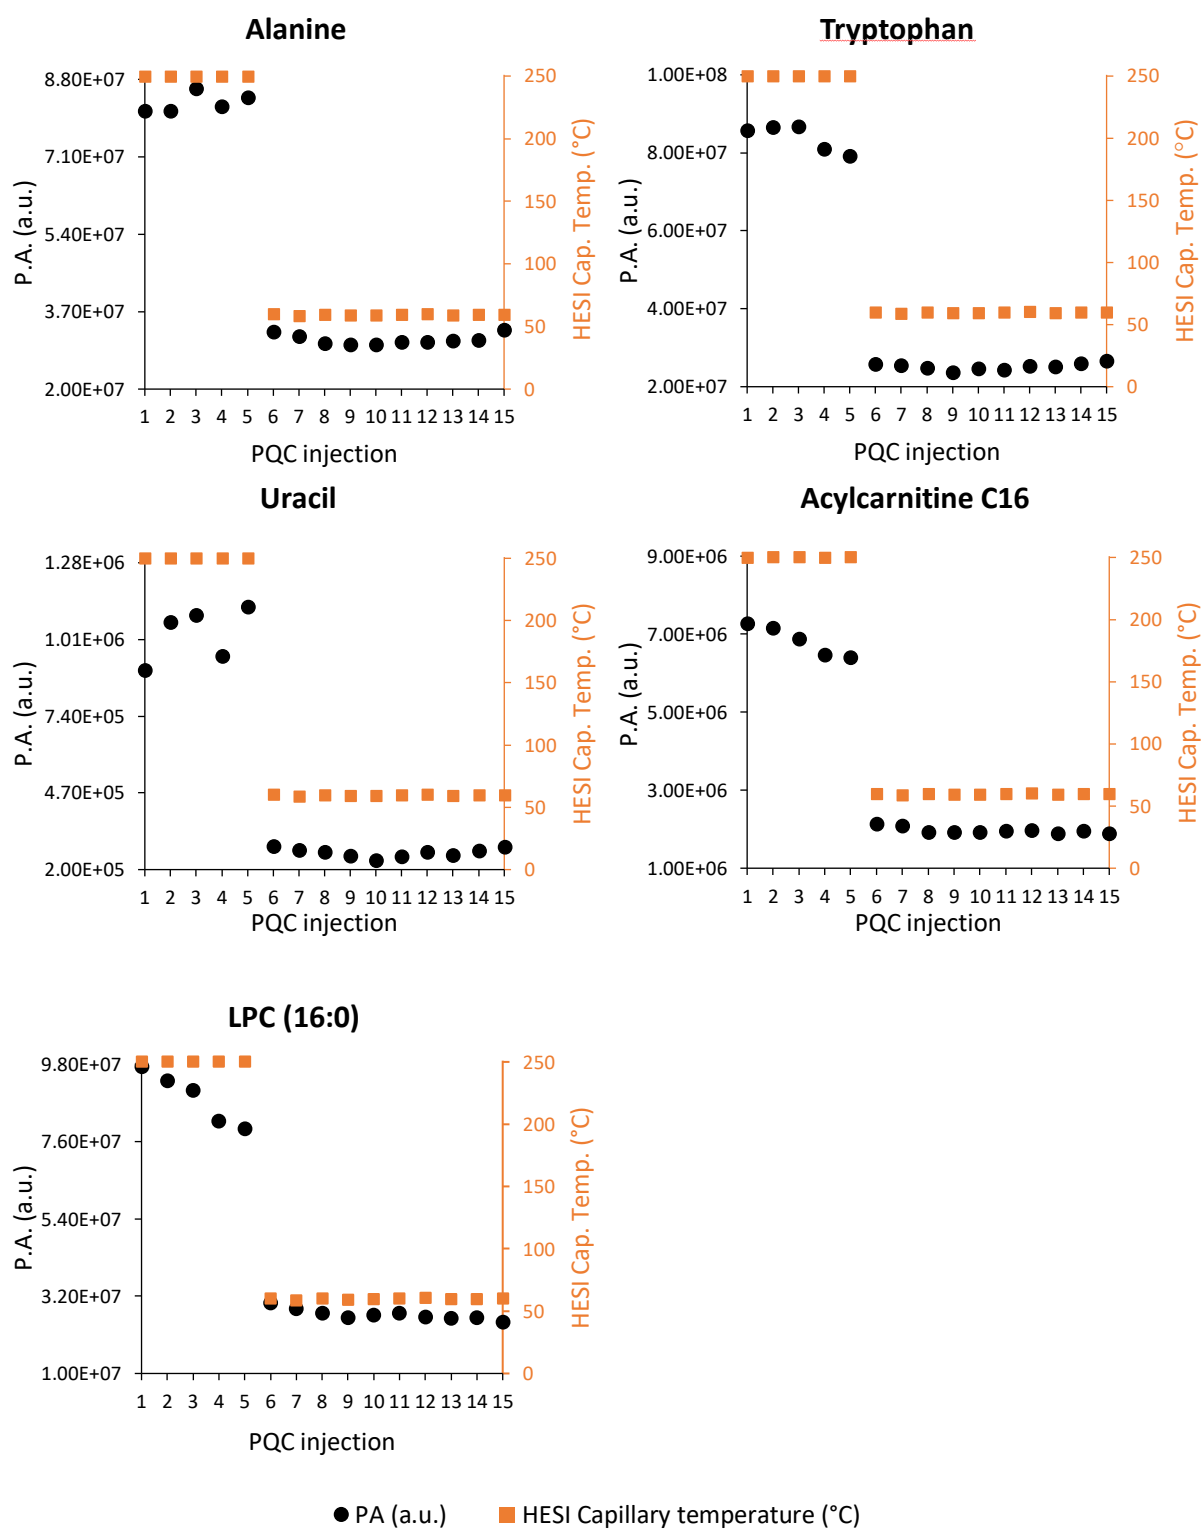 Alanine
8.80E+07
7.10E+07
5.40E+07
3.70E+07
2.00E+07
P.A. (a.u.)
250
200
150
100
50
0
HESI Cap. Temp. (°C)
1 2 3 4 5 6 7 8 9 10 11 12 13 14 15
PQC injection
Tryptophan
1.00E+08
8.00E+07
6.00E+07
4.00E+07
2.00E+07
P.A. (a.u.)
250
200
150
100
50
0
HESI Cap. Temp. (°C)
1 2 3 4 5 6 7 8 9 10 11 12 13 14 15
PQC injection
Uracil
1.28E+06
1.01E+06
7.40E+05
4.70E+05
2.00E+05
P.A. (a.u.)
250
200
150
100
50
0
HESI Cap. Temp. (°C)
1 2 3 4 5 6 7 8 9 10 11 12 13 14 15
PQC injection
Acylcarnitine C16
9.00E+06
7.00E+06
5.00E+06
3.00E+06
1.00E+06
P.A. (a.u.)
250
200
150
100
50
0
HESI Cap. Temp. (°C)
1 2 3 4 5 6 7 8 9 10 11 12 13 14 15
PQC injection
LPC (16:0)
9.80E+07
7.60E+07
5.40E+07
3.20E+07
1.00E+07
P.A. (a.u.)
250
200
150
100
50
0
HESI Cap. Temp. (°C)
1 2 3 4 5 6 7 8 9 10 11 12 13 14 15
PQC injection
PA (a.u.) HESI Capillary temperature (°C)